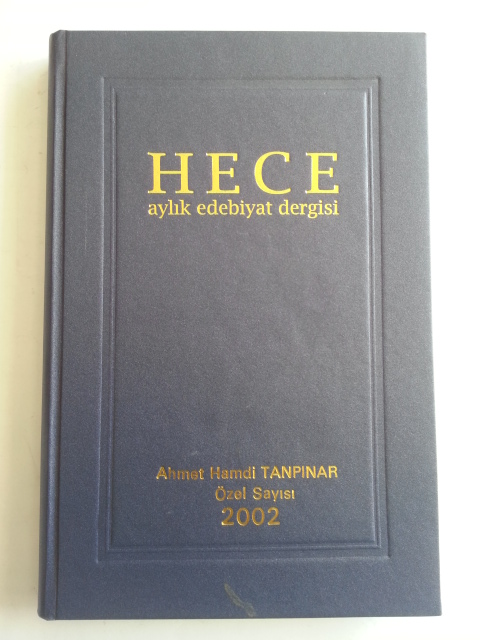 HECE
aylık edebiyat dergisi
Ahmet Hamdi TANPINAR
Özel Sayısı
2002